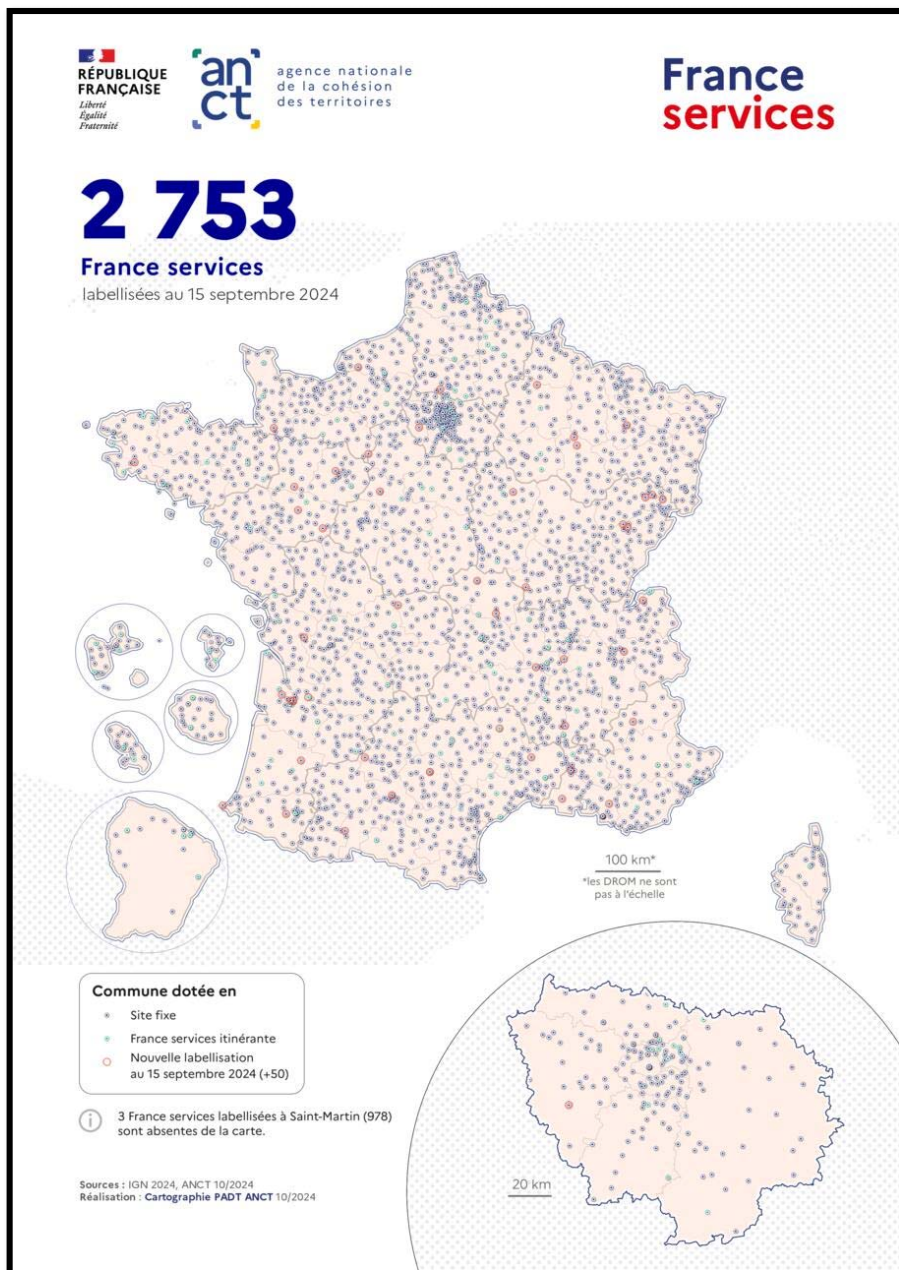 RÉPUBLIQUE
FRANÇAISE
Liberté
Égalité
Fraternité
an
ct
agence nationale
de la cohésion
des territoires
France
services
2 753
France services
labellisées au 15 septembre 2024
100 km*
*les DROM ne sont
pas à l'échelle
Commune dotée en
Site fixe
France services itinérante
Nouvelle labellisation
au 15 septembre 2024 (+50)
i
3 France services labellisées à Saint-Martin (978)
sont absentes de la carte.
20 km
Sources : IGN 2024, ANCT 10/2024
Réalisation : Cartographie PADT ANCT 10/2024